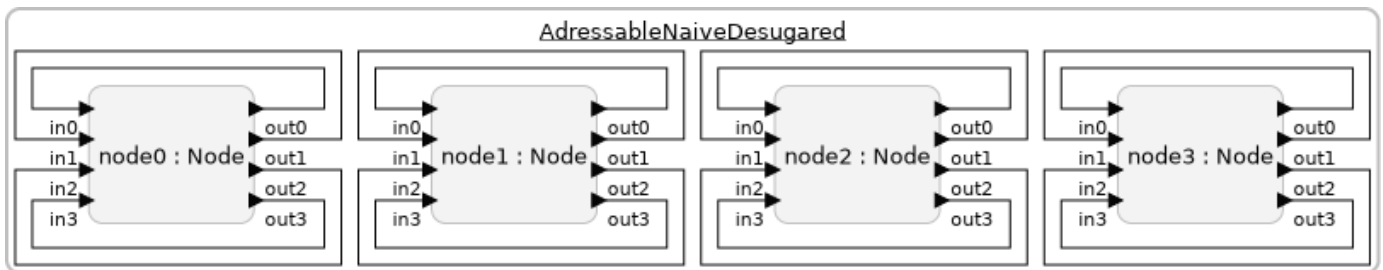 AdressableNaiveDesugared
in0 out0 in0 out0 in0 out0 in0 out0
node0 : Node node1 : Node node2 : Node node3 : Node
in1 out1 in1 out1 in1 out1 in1 out1
in2 out2 in2 out2 in2 out2 in2 out2
in3 out3 in3 out3 in3 out3 in3 out3